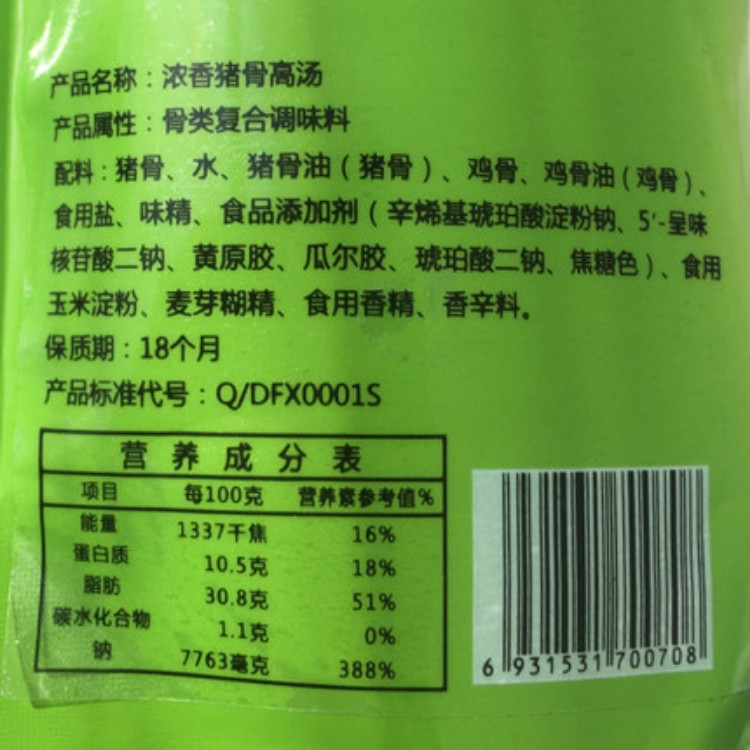 产品名称：浓香猪骨高汤
产品属性：骨类复合调味料
配料：猪骨、水、猪骨油（猪骨）、鸡骨、鸡骨油（鸡骨）、
食用盐、味精、食品添加剂（辛烯基琥珀酸淀粉钠、5′-呈味
核苷酸二钠、黄原胶、瓜尔胶、琥珀酸二钠、焦糖色）、食用
玉米淀粉、麦芽糊精、食用香精、香辛料。
保质期：18个月
产品标准代号：Q/DFX0001S
营养成分表
项目 每100克 营养素参考值%
能量 1337千焦 16%
蛋白质 10.5克 18%
脂肪 30.8克 51%
碳水化合物 1.1克 0%
钠 7763毫克 388%
6 931531 700708